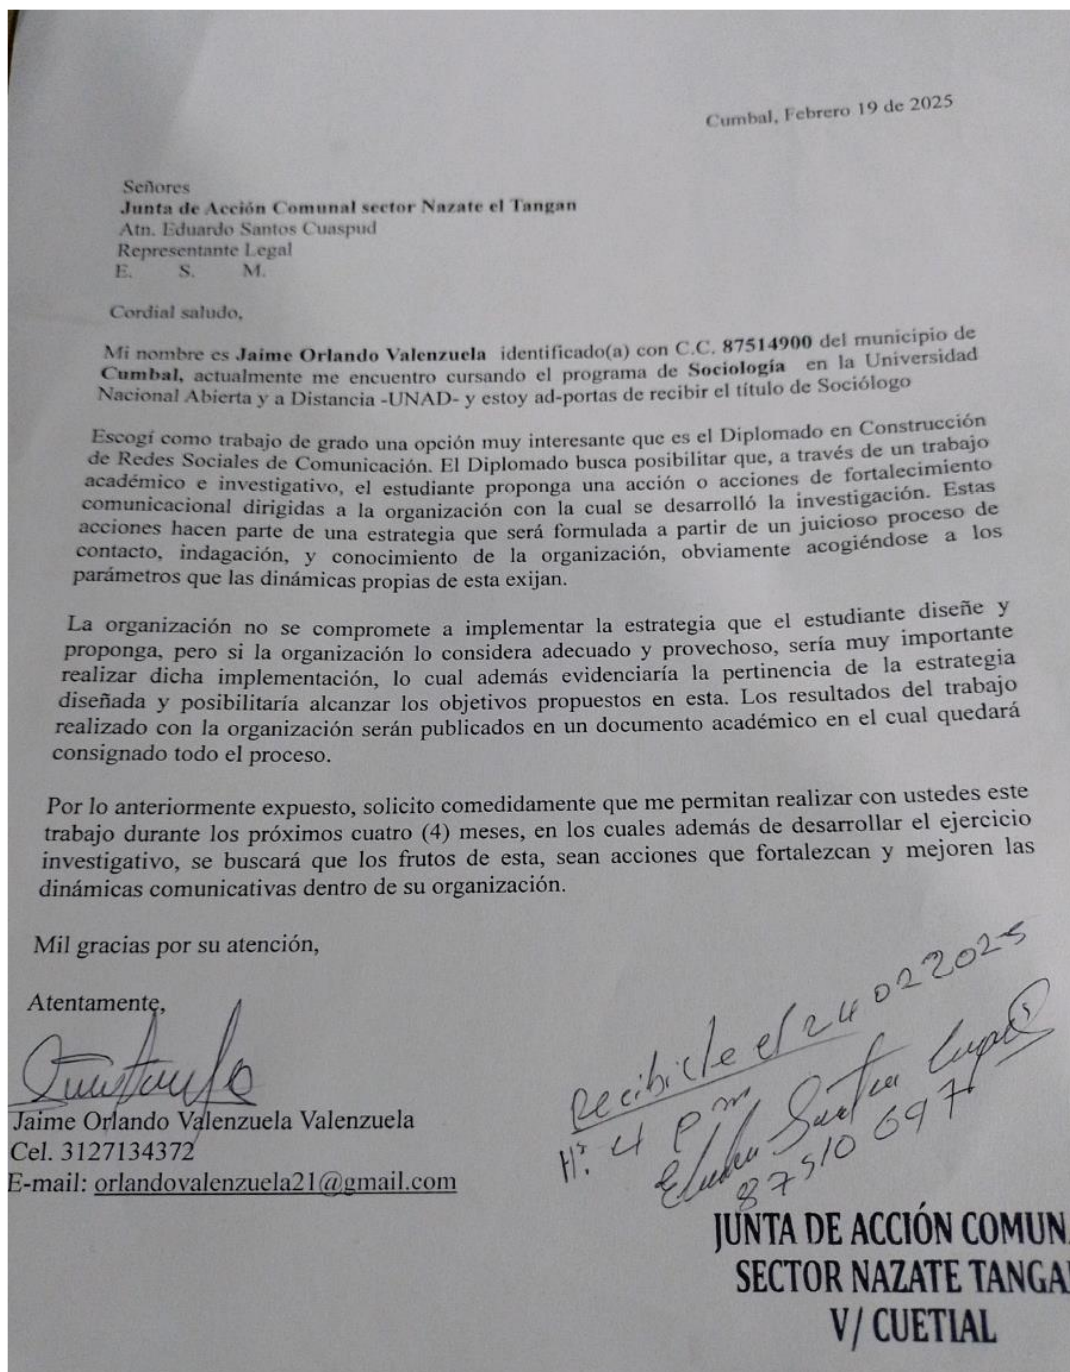 Cumbal, Febrero 19 de 2025
Señores
Junta de Acción Comunal sector Nazate el Tangan
Atn. Eduardo Santos Cuaspud
Representante Legal
E. S. M.
Cordial saludo,
Mi nombre es Jaime Orlando Valenzuela identificado(a) con C.C. 87514900 del municipio de
Cumbal, actualmente me encuentro cursando el programa de Sociología en la Universidad
Nacional Abierta y a Distancia -UNAD- y estoy ad-portas de recibir el título de Sociólogo
Escogí como trabajo de grado una opción muy interesante que es el Diplomado en Construcción
de Redes Sociales de Comunicación. El Diplomado busca posibilitar que, a través de un trabajo
académico e investigativo, el estudiante proponga una acción o acciones de fortalecimiento
comunicacional dirigidas a la organización con la cual se desarrolló la investigación. Estas
acciones hacen parte de una estrategia que será formulada a partir de un juicioso proceso de
contacto, indagación, y conocimiento de la organización, obviamente acogiéndose a los
parámetros que las dinámicas propias de esta exijan.
La organización no se compromete a implementar la estrategia que el estudiante diseñe y
proponga, pero si la organización lo considera adecuado y provechoso, sería muy importante
realizar dicha implementación, lo cual además evidenciaría la pertinencia de la estrategia
diseñada y posibilitaría alcanzar los objetivos propuestos en esta. Los resultados del trabajo
realizado con la organización serán publicados en un documento académico en el cual quedará
consignado todo el proceso.
Por lo anteriormente expuesto, solicito comedidamente que me permitan realizar con ustedes este
trabajo durante los próximos cuatro (4) meses, en los cuales además de desarrollar el ejercicio
investigativo, se buscará que los frutos de esta, sean acciones que fortalezcan y mejoren las
dinámicas comunicativas dentro de su organización.
Mil gracias por su atención,
Atentamente,
Jaime Orlando Valenzuela Valenzuela
Cel. 3127134372
E-mail: orlandovalenzuela21@gmail.com
el 24 02 2025
4 Pm
87510697
JUNTA DE ACCIÓN COMUNA
SECTOR NAZATE TANGA
V/ CUETIAL